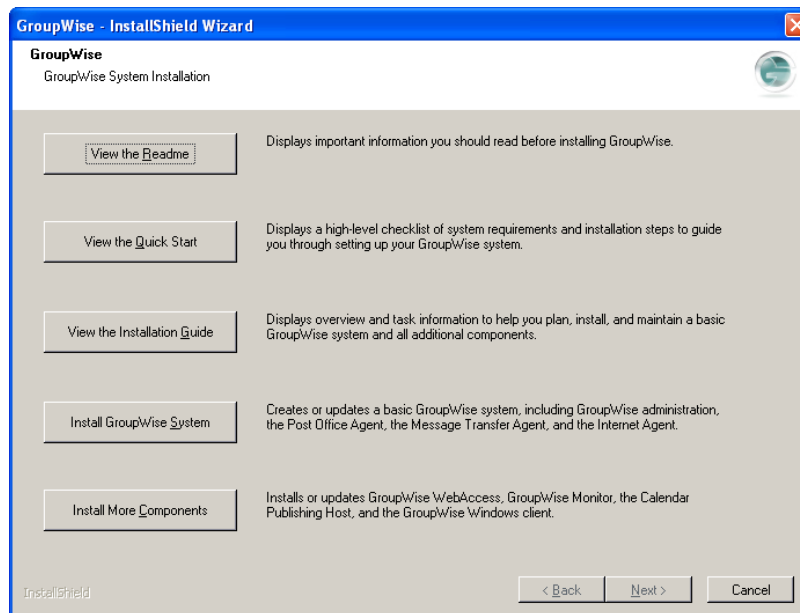 GroupWise - InstallShield Wizard
GroupWise
GroupWise System Installation
View the Readme
Displays important information you should read before installing GroupWise.
View the Quick Start
Displays a high-level checklist of system requirements and installation steps to guide
you through setting up your GroupWise system.
View the Installation Guide
Displays overview and task information to help you plan, install, and maintain a basic
GroupWise system and all additional components.
Install GroupWise System
Creates or updates a basic GroupWise system, including GroupWise administration,
the Post Office Agent, the Message Transfer Agent, and the Internet Agent.
Install More Components
Installs or updates GroupWise WebAccess, GroupWise Monitor, the Calendar
Publishing Host, and the GroupWise Windows client.
InstallShield
< Back
Next >
Cancel